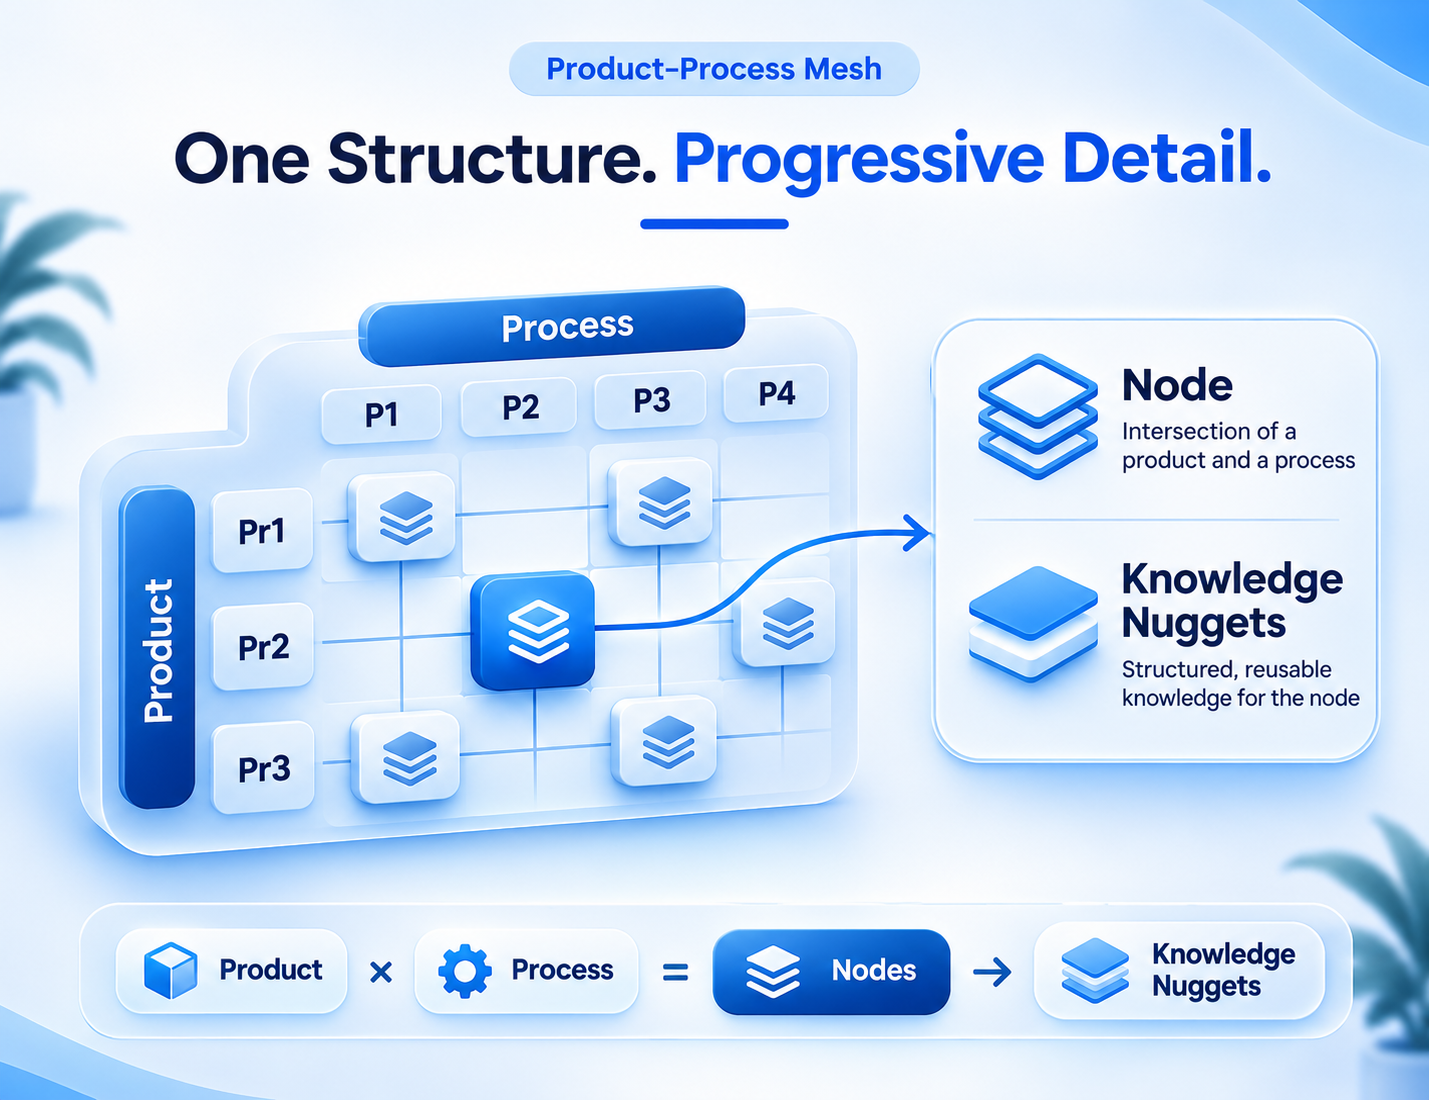 Product-Process Mesh
One Structure. Progressive Detail.
Process
P1 P2 P3 P4
Product
Pr1
Pr2
Pr3
Node
Intersection of a
product and a process
Knowledge
Nuggets
Structured, reusable
knowledge for the node
Product × Process = Nodes → Knowledge
Nuggets